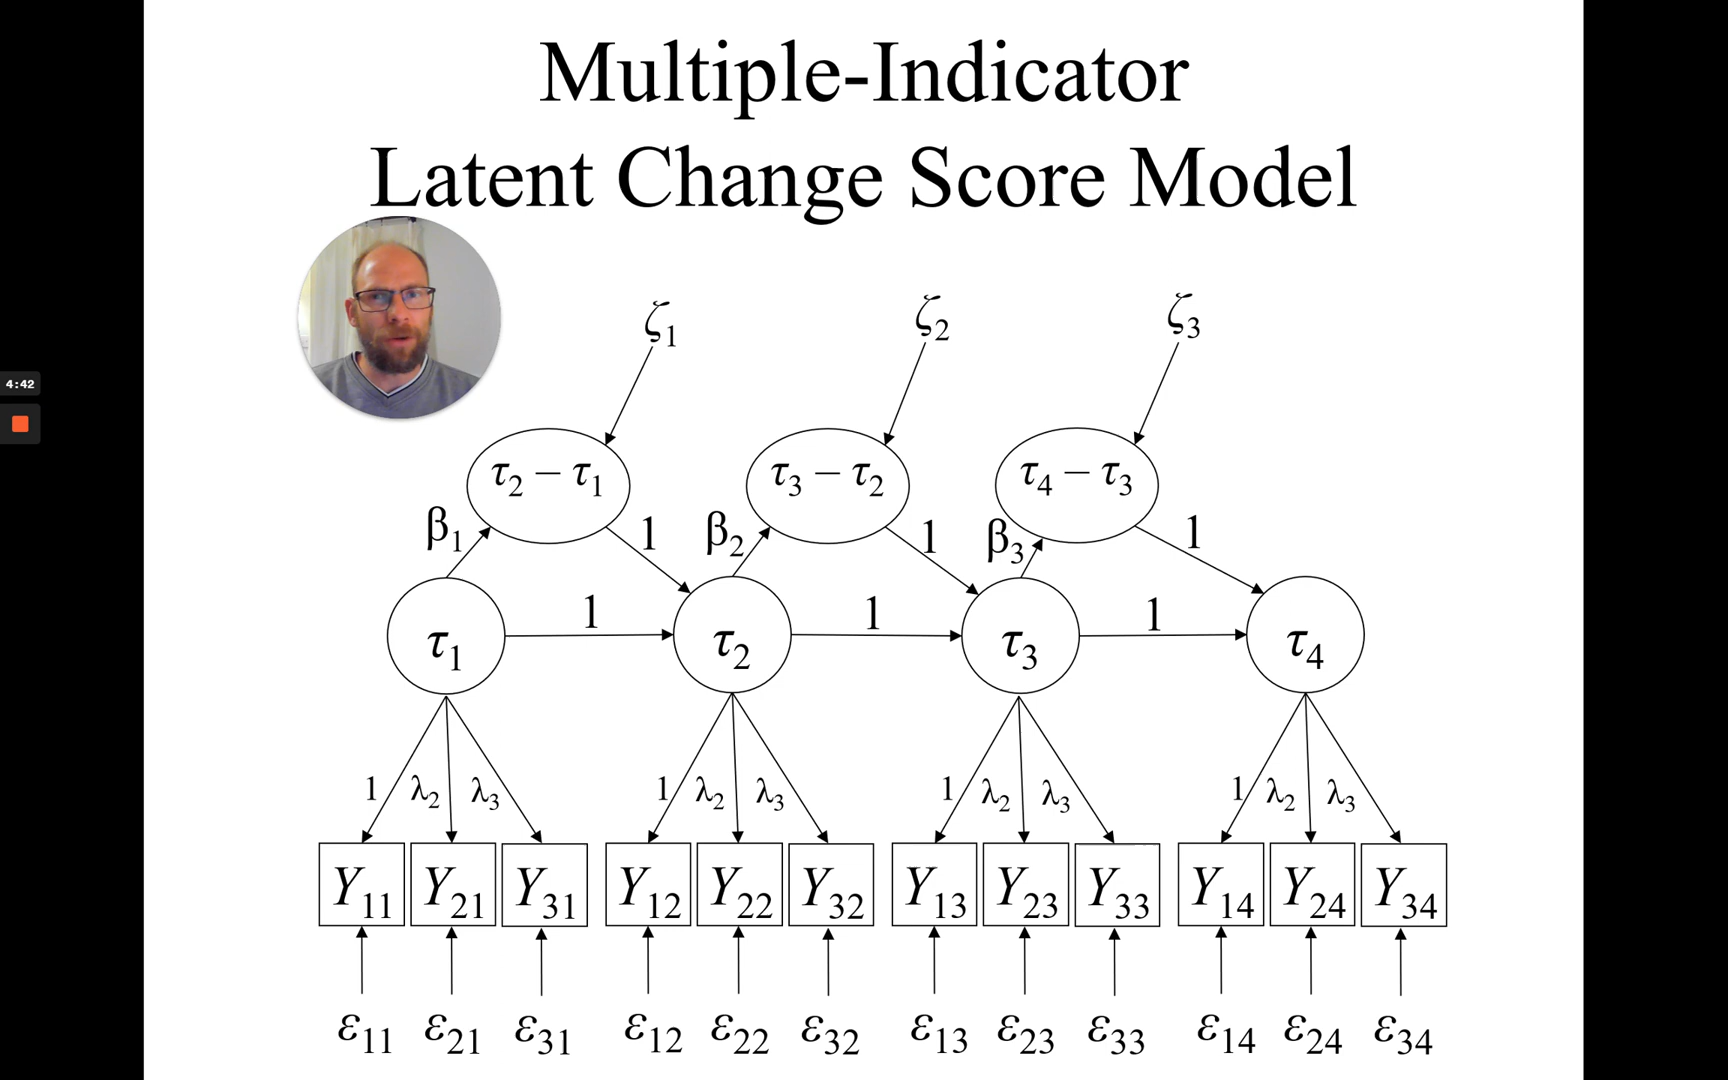 Multiple-Indicator
Latent Change Score Model
4:42
ζ1 ζ2 ζ3
τ2 − τ1 τ3 − τ2 τ4 − τ3
β1 1 β2 1 β3 1
1 1 1
τ1 τ2 τ3 τ4
1 λ2 λ3 1 λ2 λ3 1 λ2 λ3 1 λ2 λ3
Y11 Y21 Y31 Y12 Y22 Y32 Y13 Y23 Y33 Y14 Y24 Y34
ε11 ε21 ε31 ε12 ε22 ε32 ε13 ε23 ε33 ε14 ε24 ε34